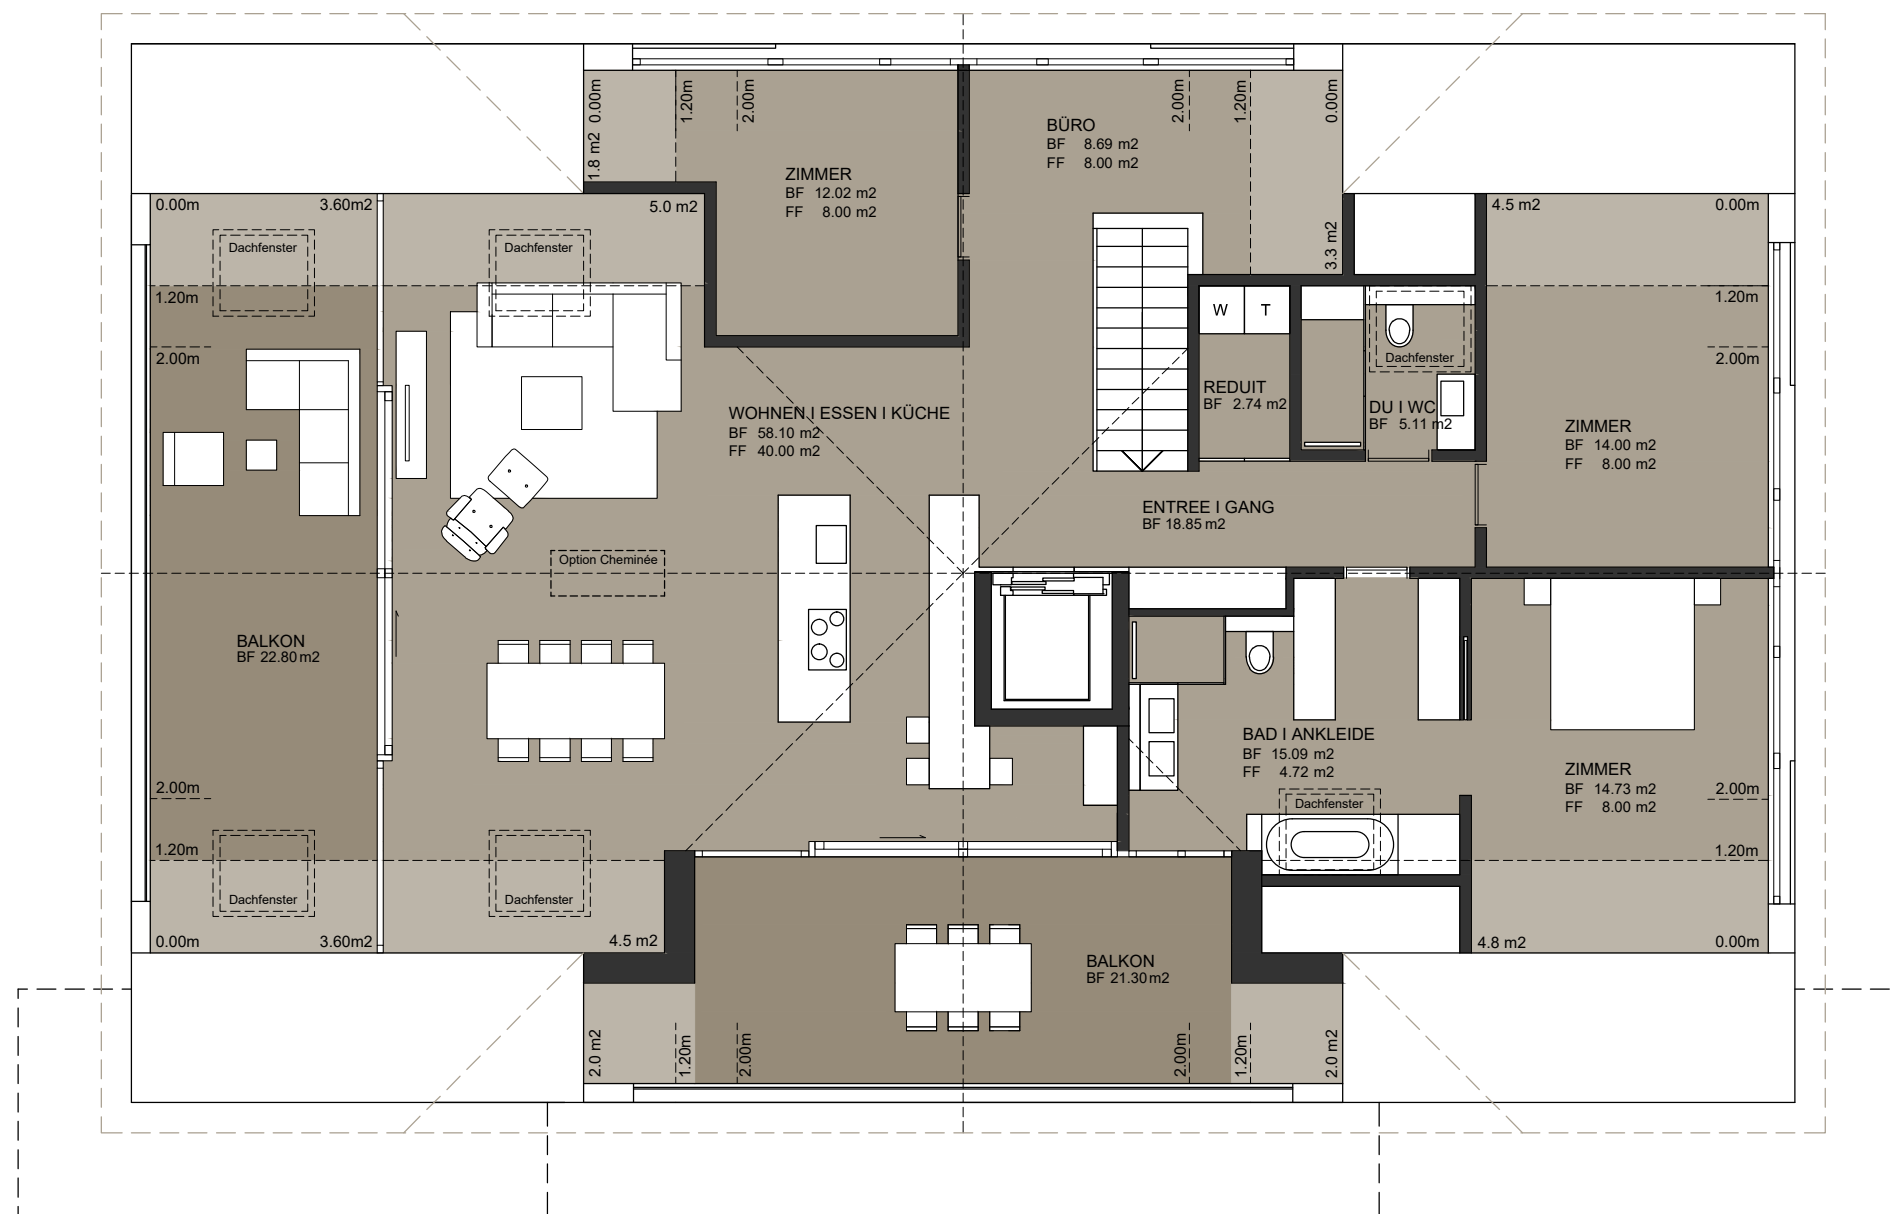 0.00m
1.20m
2.00m
1.8 m2
ZIMMER
BF 12.02 m2
FF 8.00 m2
BÜRO
BF 8.69 m2
FF 8.00 m2
2.00m
1.20m
0.00m
3.3 m2
0.00m
3.60m2
5.0 m2
4.5 m2
0.00m
Dachfenster
Dachfenster
1.20m
2.00m
1.20m
2.00m
W
T
Dachfenster
REDUIT
BF 2.74 m2
DU I WC
BF 5.11 m2
WOHNEN I ESSEN I KÜCHE
BF 58.10 m2
FF 40.00 m2
ZIMMER
BF 14.00 m2
FF 8.00 m2
ENTREE I GANG
BF 18.85 m2
Option Cheminée
BALKON
BF 22.80 m2
BAD I ANKLEIDE
BF 15.09 m2
FF 4.72 m2
ZIMMER
BF 14.73 m2
FF 8.00 m2
2.00m
1.20m
2.00m
1.20m
Dachfenster
Dachfenster
Dachfenster
0.00m
3.60m2
4.5 m2
4.8 m2
0.00m
BALKON
BF 21.30 m2
2.0 m2
1.20m
2.00m
2.00m
1.20m
2.0 m2